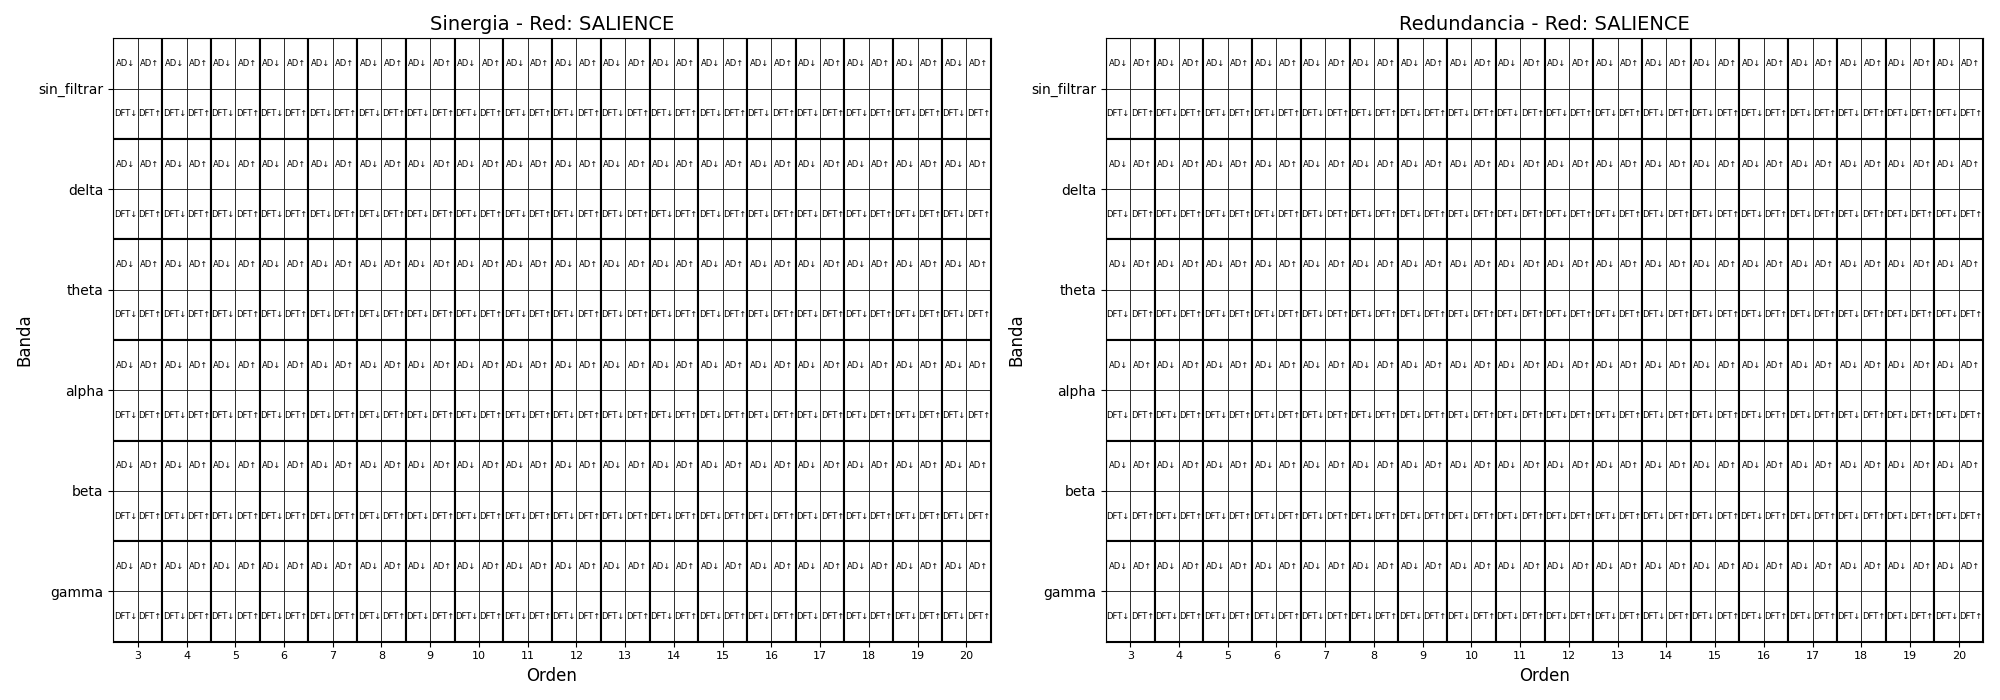 Sinergia - Red: SALIENCE
AD↓ AD↑ AD↓ AD↑ AD↓ AD↑ AD↓ AD↑ AD↓ AD↑ AD↓ AD↑ AD↓ AD↑ AD↓ AD↑ AD↓ AD↑ AD↓ AD↑ AD↓ AD↑ AD↓ AD↑ AD↓ AD↑ AD↓ AD↑ AD↓ AD↑ AD↓ AD↑ AD↓ AD↑ AD↓ AD↑
sin_filtrar
DFT↓ DFT↑ DFT↓ DFT↑ DFT↓ DFT↑ DFT↓ DFT↑ DFT↓ DFT↑ DFT↓ DFT↑ DFT↓ DFT↑ DFT↓ DFT↑ DFT↓ DFT↑ DFT↓ DFT↑ DFT↓ DFT↑ DFT↓ DFT↑ DFT↓ DFT↑ DFT↓ DFT↑ DFT↓ DFT↑ DFT↓ DFT↑ DFT↓ DFT↑ DFT↓ DFT↑
AD↓ AD↑ AD↓ AD↑ AD↓ AD↑ AD↓ AD↑ AD↓ AD↑ AD↓ AD↑ AD↓ AD↑ AD↓ AD↑ AD↓ AD↑ AD↓ AD↑ AD↓ AD↑ AD↓ AD↑ AD↓ AD↑ AD↓ AD↑ AD↓ AD↑ AD↓ AD↑ AD↓ AD↑ AD↓ AD↑
delta
DFT↓ DFT↑ DFT↓ DFT↑ DFT↓ DFT↑ DFT↓ DFT↑ DFT↓ DFT↑ DFT↓ DFT↑ DFT↓ DFT↑ DFT↓ DFT↑ DFT↓ DFT↑ DFT↓ DFT↑ DFT↓ DFT↑ DFT↓ DFT↑ DFT↓ DFT↑ DFT↓ DFT↑ DFT↓ DFT↑ DFT↓ DFT↑ DFT↓ DFT↑ DFT↓ DFT↑
AD↓ AD↑ AD↓ AD↑ AD↓ AD↑ AD↓ AD↑ AD↓ AD↑ AD↓ AD↑ AD↓ AD↑ AD↓ AD↑ AD↓ AD↑ AD↓ AD↑ AD↓ AD↑ AD↓ AD↑ AD↓ AD↑ AD↓ AD↑ AD↓ AD↑ AD↓ AD↑ AD↓ AD↑ AD↓ AD↑
theta
DFT↓ DFT↑ DFT↓ DFT↑ DFT↓ DFT↑ DFT↓ DFT↑ DFT↓ DFT↑ DFT↓ DFT↑ DFT↓ DFT↑ DFT↓ DFT↑ DFT↓ DFT↑ DFT↓ DFT↑ DFT↓ DFT↑ DFT↓ DFT↑ DFT↓ DFT↑ DFT↓ DFT↑ DFT↓ DFT↑ DFT↓ DFT↑ DFT↓ DFT↑ DFT↓ DFT↑
Banda
AD↓ AD↑ AD↓ AD↑ AD↓ AD↑ AD↓ AD↑ AD↓ AD↑ AD↓ AD↑ AD↓ AD↑ AD↓ AD↑ AD↓ AD↑ AD↓ AD↑ AD↓ AD↑ AD↓ AD↑ AD↓ AD↑ AD↓ AD↑ AD↓ AD↑ AD↓ AD↑ AD↓ AD↑ AD↓ AD↑
alpha
DFT↓ DFT↑ DFT↓ DFT↑ DFT↓ DFT↑ DFT↓ DFT↑ DFT↓ DFT↑ DFT↓ DFT↑ DFT↓ DFT↑ DFT↓ DFT↑ DFT↓ DFT↑ DFT↓ DFT↑ DFT↓ DFT↑ DFT↓ DFT↑ DFT↓ DFT↑ DFT↓ DFT↑ DFT↓ DFT↑ DFT↓ DFT↑ DFT↓ DFT↑ DFT↓ DFT↑
AD↓ AD↑ AD↓ AD↑ AD↓ AD↑ AD↓ AD↑ AD↓ AD↑ AD↓ AD↑ AD↓ AD↑ AD↓ AD↑ AD↓ AD↑ AD↓ AD↑ AD↓ AD↑ AD↓ AD↑ AD↓ AD↑ AD↓ AD↑ AD↓ AD↑ AD↓ AD↑ AD↓ AD↑ AD↓ AD↑
beta
DFT↓ DFT↑ DFT↓ DFT↑ DFT↓ DFT↑ DFT↓ DFT↑ DFT↓ DFT↑ DFT↓ DFT↑ DFT↓ DFT↑ DFT↓ DFT↑ DFT↓ DFT↑ DFT↓ DFT↑ DFT↓ DFT↑ DFT↓ DFT↑ DFT↓ DFT↑ DFT↓ DFT↑ DFT↓ DFT↑ DFT↓ DFT↑ DFT↓ DFT↑ DFT↓ DFT↑
AD↓ AD↑ AD↓ AD↑ AD↓ AD↑ AD↓ AD↑ AD↓ AD↑ AD↓ AD↑ AD↓ AD↑ AD↓ AD↑ AD↓ AD↑ AD↓ AD↑ AD↓ AD↑ AD↓ AD↑ AD↓ AD↑ AD↓ AD↑ AD↓ AD↑ AD↓ AD↑ AD↓ AD↑ AD↓ AD↑
gamma
DFT↓ DFT↑ DFT↓ DFT↑ DFT↓ DFT↑ DFT↓ DFT↑ DFT↓ DFT↑ DFT↓ DFT↑ DFT↓ DFT↑ DFT↓ DFT↑ DFT↓ DFT↑ DFT↓ DFT↑ DFT↓ DFT↑ DFT↓ DFT↑ DFT↓ DFT↑ DFT↓ DFT↑ DFT↓ DFT↑ DFT↓ DFT↑ DFT↓ DFT↑ DFT↓ DFT↑
3 4 5 6 7 8 9 10 11 12 13 14 15 16 17 18 19 20
Orden
Redundancia - Red: SALIENCE
AD↓ AD↑ AD↓ AD↑ AD↓ AD↑ AD↓ AD↑ AD↓ AD↑ AD↓ AD↑ AD↓ AD↑ AD↓ AD↑ AD↓ AD↑ AD↓ AD↑ AD↓ AD↑ AD↓ AD↑ AD↓ AD↑ AD↓ AD↑ AD↓ AD↑ AD↓ AD↑ AD↓ AD↑ AD↓ AD↑
sin_filtrar
DFT↓ DFT↑ DFT↓ DFT↑ DFT↓ DFT↑ DFT↓ DFT↑ DFT↓ DFT↑ DFT↓ DFT↑ DFT↓ DFT↑ DFT↓ DFT↑ DFT↓ DFT↑ DFT↓ DFT↑ DFT↓ DFT↑ DFT↓ DFT↑ DFT↓ DFT↑ DFT↓ DFT↑ DFT↓ DFT↑ DFT↓ DFT↑ DFT↓ DFT↑ DFT↓ DFT↑
AD↓ AD↑ AD↓ AD↑ AD↓ AD↑ AD↓ AD↑ AD↓ AD↑ AD↓ AD↑ AD↓ AD↑ AD↓ AD↑ AD↓ AD↑ AD↓ AD↑ AD↓ AD↑ AD↓ AD↑ AD↓ AD↑ AD↓ AD↑ AD↓ AD↑ AD↓ AD↑ AD↓ AD↑ AD↓ AD↑
delta
DFT↓ DFT↑ DFT↓ DFT↑ DFT↓ DFT↑ DFT↓ DFT↑ DFT↓ DFT↑ DFT↓ DFT↑ DFT↓ DFT↑ DFT↓ DFT↑ DFT↓ DFT↑ DFT↓ DFT↑ DFT↓ DFT↑ DFT↓ DFT↑ DFT↓ DFT↑ DFT↓ DFT↑ DFT↓ DFT↑ DFT↓ DFT↑ DFT↓ DFT↑ DFT↓ DFT↑
AD↓ AD↑ AD↓ AD↑ AD↓ AD↑ AD↓ AD↑ AD↓ AD↑ AD↓ AD↑ AD↓ AD↑ AD↓ AD↑ AD↓ AD↑ AD↓ AD↑ AD↓ AD↑ AD↓ AD↑ AD↓ AD↑ AD↓ AD↑ AD↓ AD↑ AD↓ AD↑ AD↓ AD↑ AD↓ AD↑
theta
DFT↓ DFT↑ DFT↓ DFT↑ DFT↓ DFT↑ DFT↓ DFT↑ DFT↓ DFT↑ DFT↓ DFT↑ DFT↓ DFT↑ DFT↓ DFT↑ DFT↓ DFT↑ DFT↓ DFT↑ DFT↓ DFT↑ DFT↓ DFT↑ DFT↓ DFT↑ DFT↓ DFT↑ DFT↓ DFT↑ DFT↓ DFT↑ DFT↓ DFT↑ DFT↓ DFT↑
Banda
AD↓ AD↑ AD↓ AD↑ AD↓ AD↑ AD↓ AD↑ AD↓ AD↑ AD↓ AD↑ AD↓ AD↑ AD↓ AD↑ AD↓ AD↑ AD↓ AD↑ AD↓ AD↑ AD↓ AD↑ AD↓ AD↑ AD↓ AD↑ AD↓ AD↑ AD↓ AD↑ AD↓ AD↑ AD↓ AD↑
alpha
DFT↓ DFT↑ DFT↓ DFT↑ DFT↓ DFT↑ DFT↓ DFT↑ DFT↓ DFT↑ DFT↓ DFT↑ DFT↓ DFT↑ DFT↓ DFT↑ DFT↓ DFT↑ DFT↓ DFT↑ DFT↓ DFT↑ DFT↓ DFT↑ DFT↓ DFT↑ DFT↓ DFT↑ DFT↓ DFT↑ DFT↓ DFT↑ DFT↓ DFT↑ DFT↓ DFT↑
AD↓ AD↑ AD↓ AD↑ AD↓ AD↑ AD↓ AD↑ AD↓ AD↑ AD↓ AD↑ AD↓ AD↑ AD↓ AD↑ AD↓ AD↑ AD↓ AD↑ AD↓ AD↑ AD↓ AD↑ AD↓ AD↑ AD↓ AD↑ AD↓ AD↑ AD↓ AD↑ AD↓ AD↑ AD↓ AD↑
beta
DFT↓ DFT↑ DFT↓ DFT↑ DFT↓ DFT↑ DFT↓ DFT↑ DFT↓ DFT↑ DFT↓ DFT↑ DFT↓ DFT↑ DFT↓ DFT↑ DFT↓ DFT↑ DFT↓ DFT↑ DFT↓ DFT↑ DFT↓ DFT↑ DFT↓ DFT↑ DFT↓ DFT↑ DFT↓ DFT↑ DFT↓ DFT↑ DFT↓ DFT↑ DFT↓ DFT↑
AD↓ AD↑ AD↓ AD↑ AD↓ AD↑ AD↓ AD↑ AD↓ AD↑ AD↓ AD↑ AD↓ AD↑ AD↓ AD↑ AD↓ AD↑ AD↓ AD↑ AD↓ AD↑ AD↓ AD↑ AD↓ AD↑ AD↓ AD↑ AD↓ AD↑ AD↓ AD↑ AD↓ AD↑ AD↓ AD↑
gamma
DFT↓ DFT↑ DFT↓ DFT↑ DFT↓ DFT↑ DFT↓ DFT↑ DFT↓ DFT↑ DFT↓ DFT↑ DFT↓ DFT↑ DFT↓ DFT↑ DFT↓ DFT↑ DFT↓ DFT↑ DFT↓ DFT↑ DFT↓ DFT↑ DFT↓ DFT↑ DFT↓ DFT↑ DFT↓ DFT↑ DFT↓ DFT↑ DFT↓ DFT↑ DFT↓ DFT↑
3 4 5 6 7 8 9 10 11 12 13 14 15 16 17 18 19 20
Orden